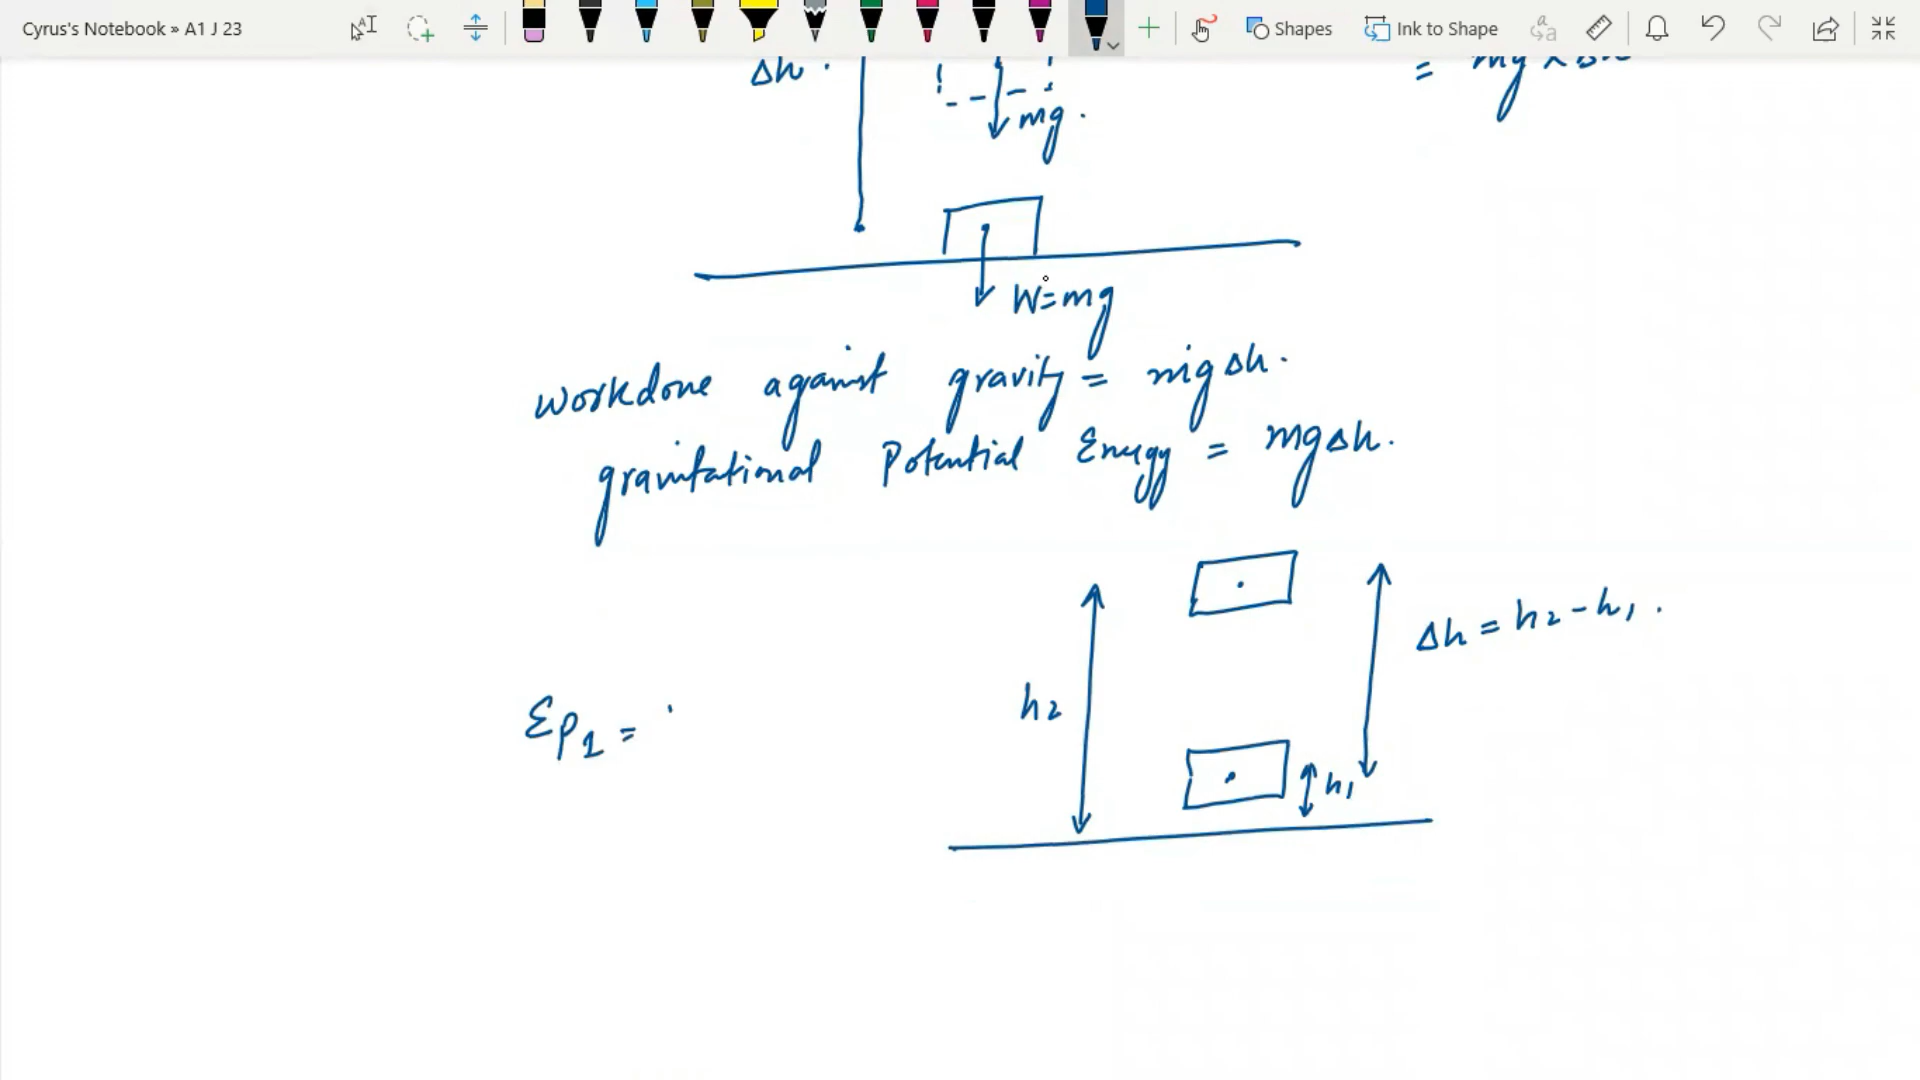 Cyrus's Notebook » A1 J 23
Shapes
Ink to Shape
Δh .
mg .
W=mg
workdone against gravity = mgΔh.
gravitational Potential Energy = mgΔh.
Δh = h2 - h1 .
h2
Ep1 =
h1